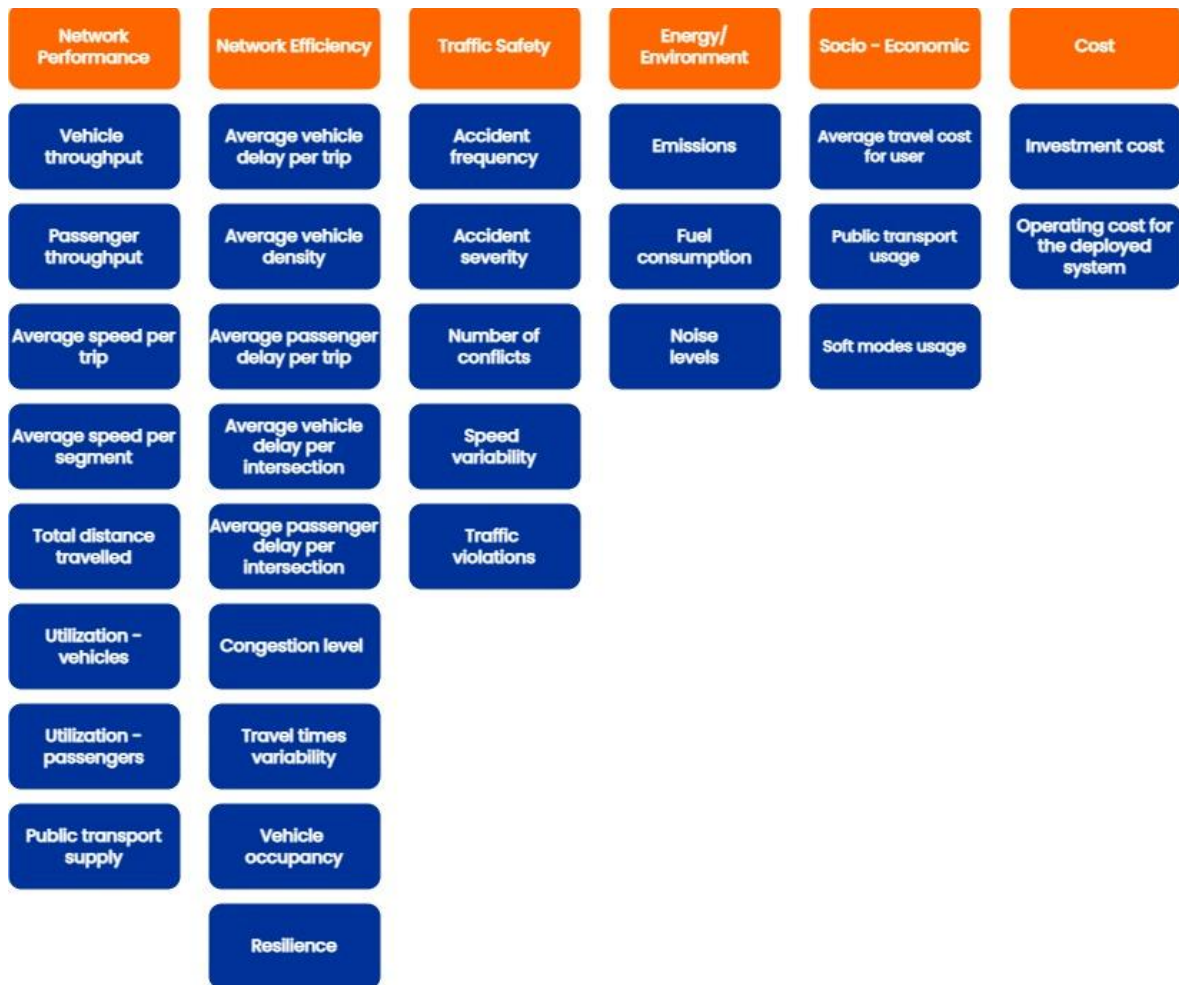 Network
Performance
Network Efficiency
Traffic Safety
Energy/
Environment
Socio - Economic
Cost
Vehicle
throughput
Average vehicle
delay per trip
Accident
frequency
Emissions
Average travel cost
for user
Investment cost
Passenger
throughput
Average vehicle
density
Accident
severity
Fuel
consumption
Public transport
usage
Operating cost for
the deployed
system
Average speed per
trip
Average passenger
delay per trip
Number of
conflicts
Noise
levels
Soft modes usage
Average speed per
segment
Average vehicle
delay per
intersection
Speed
variability
Total distance
travelled
Average passenger
delay per
intersection
Traffic
violations
Utilization -
vehicles
Congestion level
Utilization -
passengers
Travel times
variability
Public transport
supply
Vehicle
occupancy
Resilience